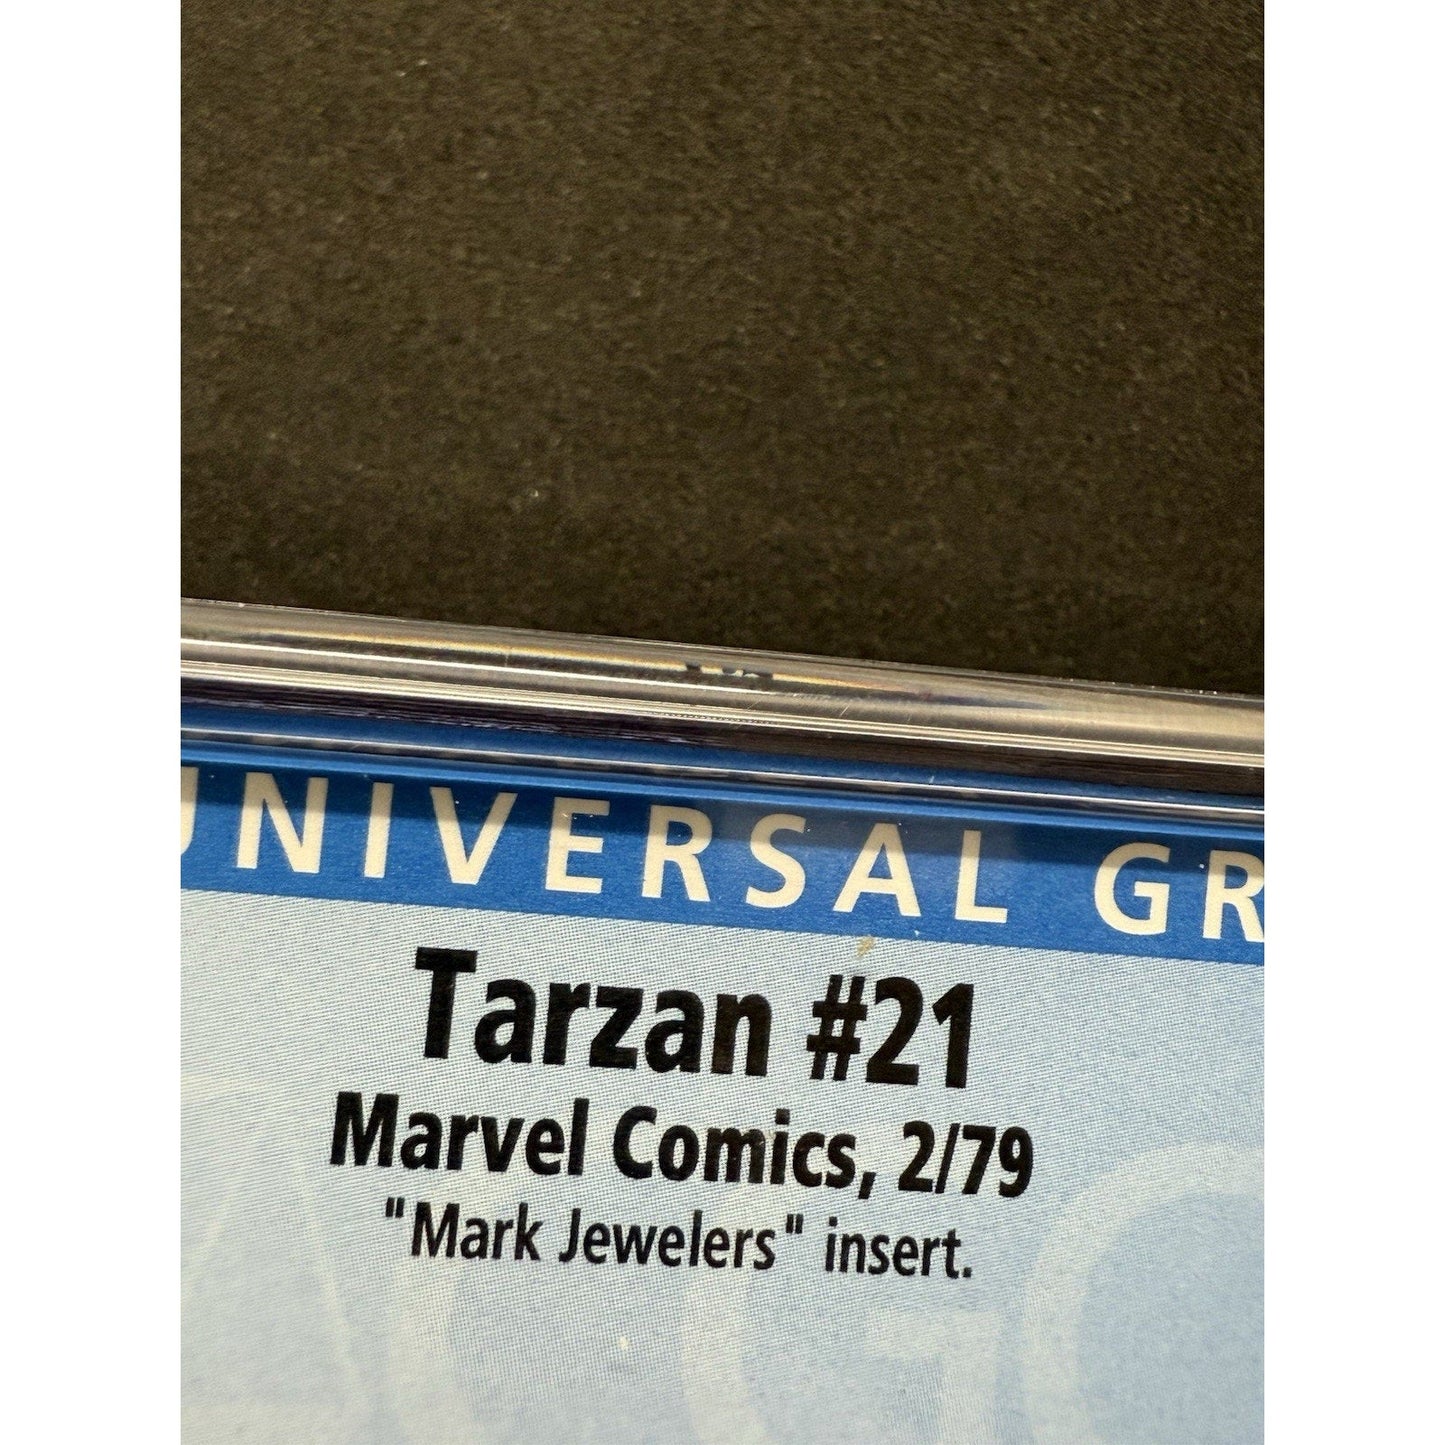 UNIVERSAL GR
Tarzan #21
Marvel Comics, 2/79
"Mark Jewelers" insert.